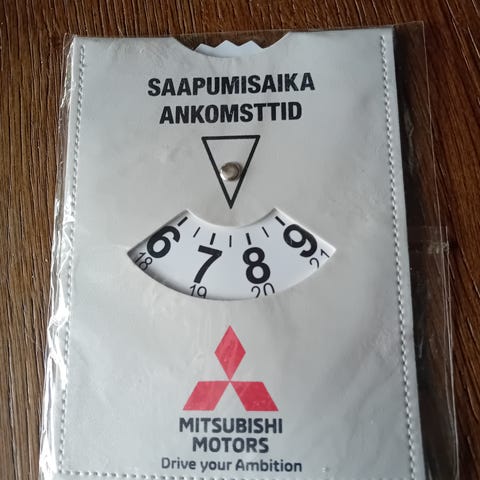 SAAPUMISAIKA
ANKOMSTTID
6 7 8 9
18 19 20 21
MITSUBISHI
MOTORS
Drive your Ambition